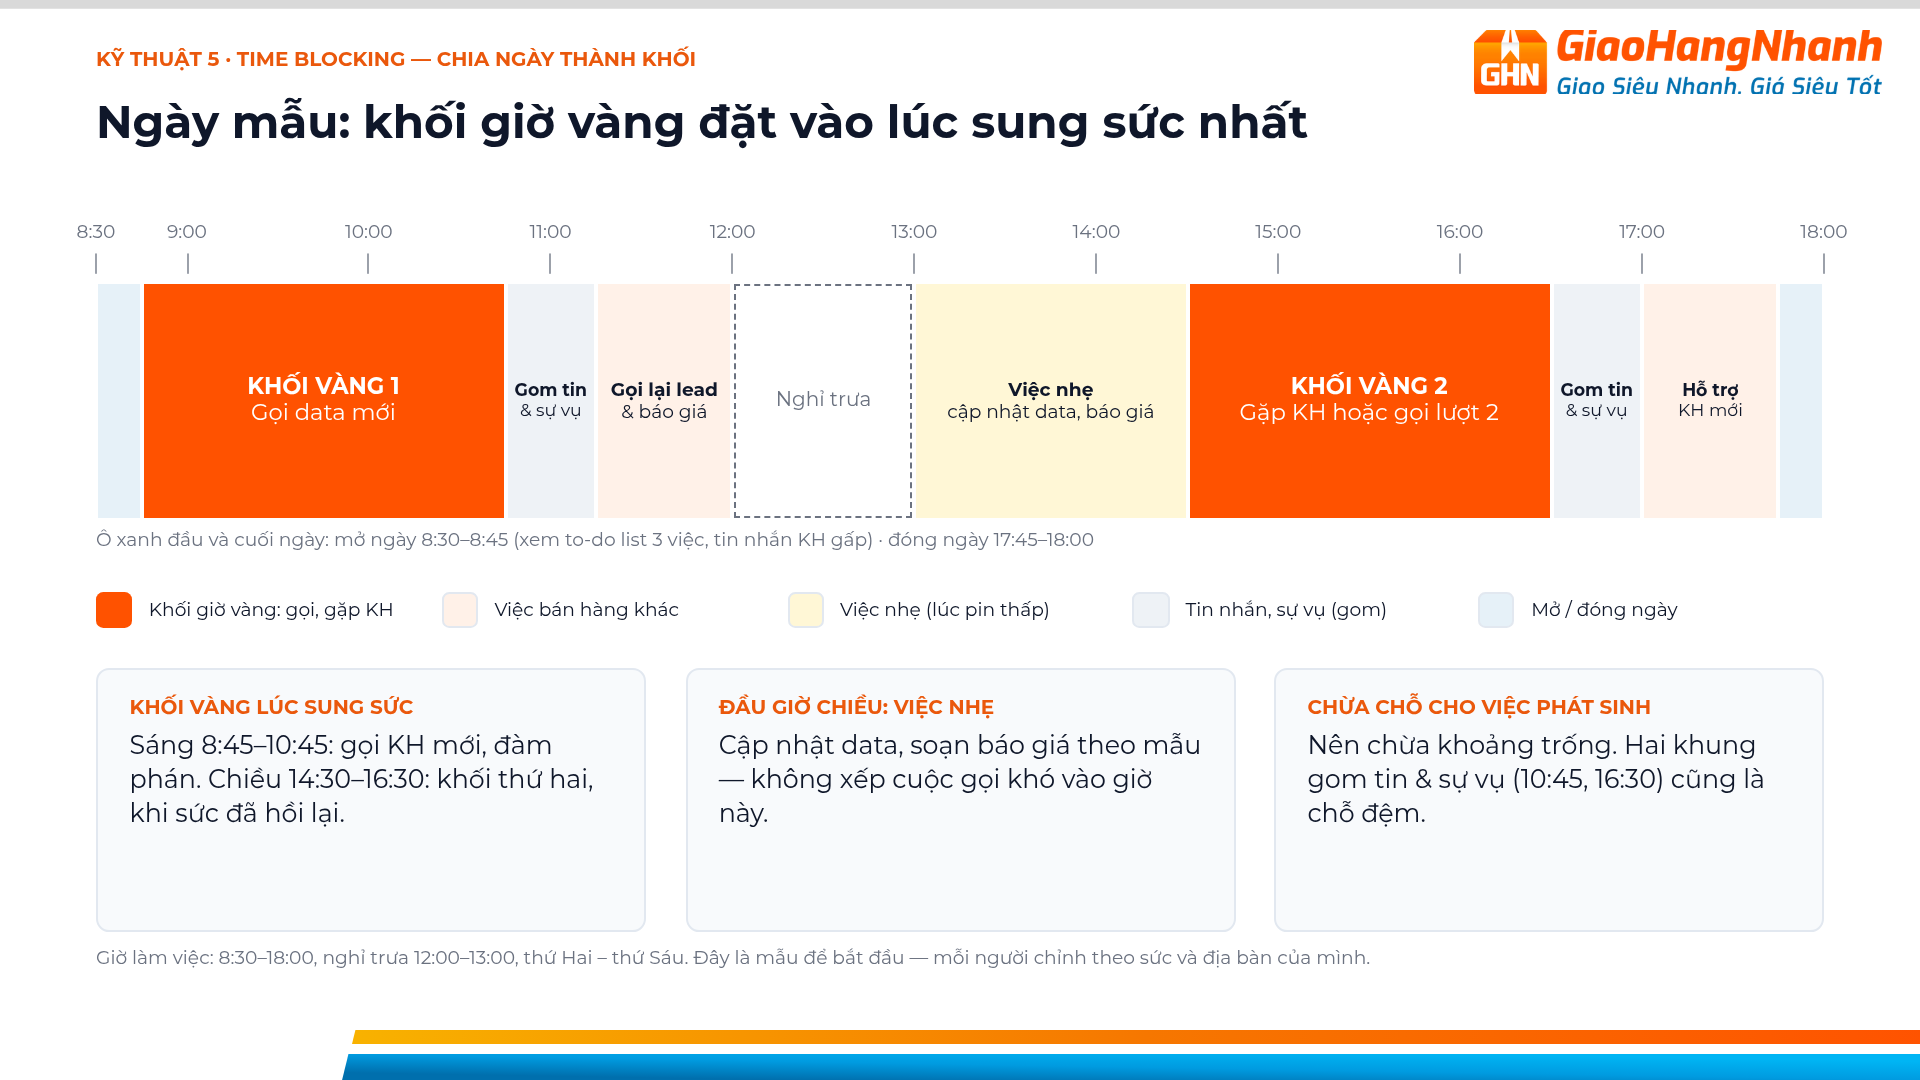 KỸ THUẬT 5 · TIME BLOCKING — CHIA NGÀY THÀNH KHỐI
GHN
GiaoHangNhanh
Giao Siêu Nhanh. Giá Siêu Tốt
Ngày mẫu: khối giờ vàng đặt vào lúc sung sức nhất
8:30 9:00 10:00 11:00 12:00 13:00 14:00 15:00 16:00 17:00 18:00
KHỐI VÀNG 1
Gọi data mới
Gom tin
& sự vụ
Gọi lại lead
& báo giá
Nghỉ trưa
Việc nhẹ
cập nhật data, báo giá
KHỐI VÀNG 2
Gặp KH hoặc gọi lượt 2
Gom tin
& sự vụ
Hỗ trợ
KH mới
Ô xanh đầu và cuối ngày: mở ngày 8:30–8:45 (xem to-do list 3 việc, tin nhắn KH gấp) · đóng ngày 17:45–18:00
Khối giờ vàng: gọi, gặp KH
Việc bán hàng khác
Việc nhẹ (lúc pin thấp)
Tin nhắn, sự vụ (gom)
Mở / đóng ngày
KHỐI VÀNG LÚC SUNG SỨC
Sáng 8:45–10:45: gọi KH mới, đàm
phán. Chiều 14:30–16:30: khối thứ hai,
khi sức đã hồi lại.
ĐẦU GIỜ CHIỀU: VIỆC NHẸ
Cập nhật data, soạn báo giá theo mẫu
— không xếp cuộc gọi khó vào giờ
này.
CHỪA CHỖ CHO VIỆC PHÁT SINH
Nên chừa khoảng trống. Hai khung
gom tin & sự vụ (10:45, 16:30) cũng là
chỗ đệm.
Giờ làm việc: 8:30–18:00, nghỉ trưa 12:00–13:00, thứ Hai – thứ Sáu. Đây là mẫu để bắt đầu — mỗi người chỉnh theo sức và địa bàn của mình.